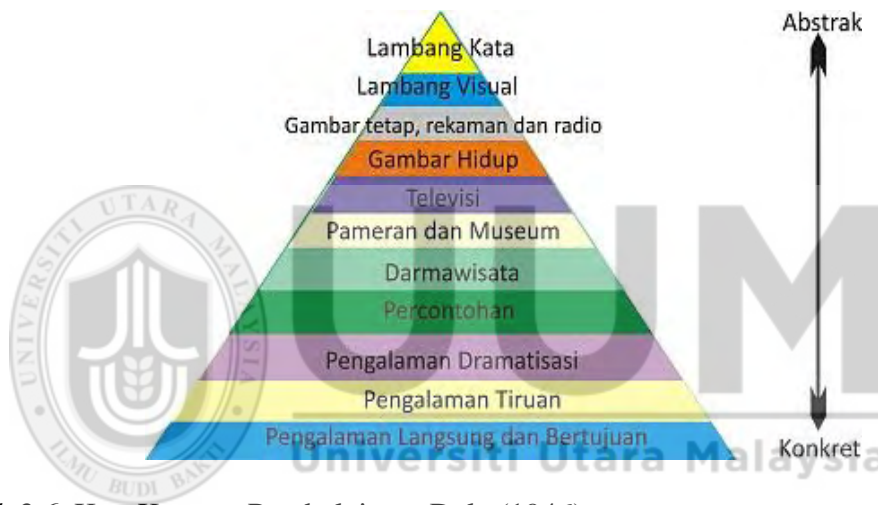 Abstrak
Lambang Kata
Lambang Visual
Gambar tetap, rekaman dan radio
Gambar Hidup
Televisi
Pameran dan Museum
Darmawisata
Percontohan
Pengalaman Dramatisasi
Pengalaman Tiruan
Pengalaman Langsung dan Bertujuan
Konkret
UNIVERSITI UTARA MALAYSIA
ILMU BUDI BAKTI
UUM
Universiti Utara Malaysia